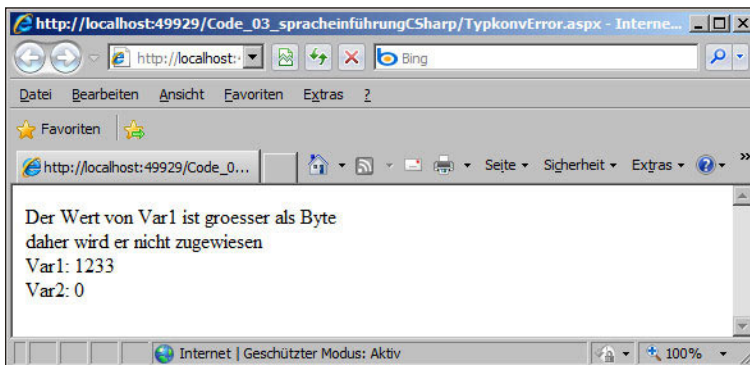 http://localhost:49929/Code_03_spracheinführungCSharp/TypkonvError.aspx - Interne...
http://localhost:
Bing
Datei Bearbeiten Ansicht Favoriten Extras ?
Favoriten
http://localhost:49929/Code_0...
Seite Sicherheit Extras
Der Wert von Var1 ist groesser als Byte
daher wird er nicht zugewiesen
Var1: 1233
Var2: 0
Internet | Geschützter Modus: Aktiv
100%